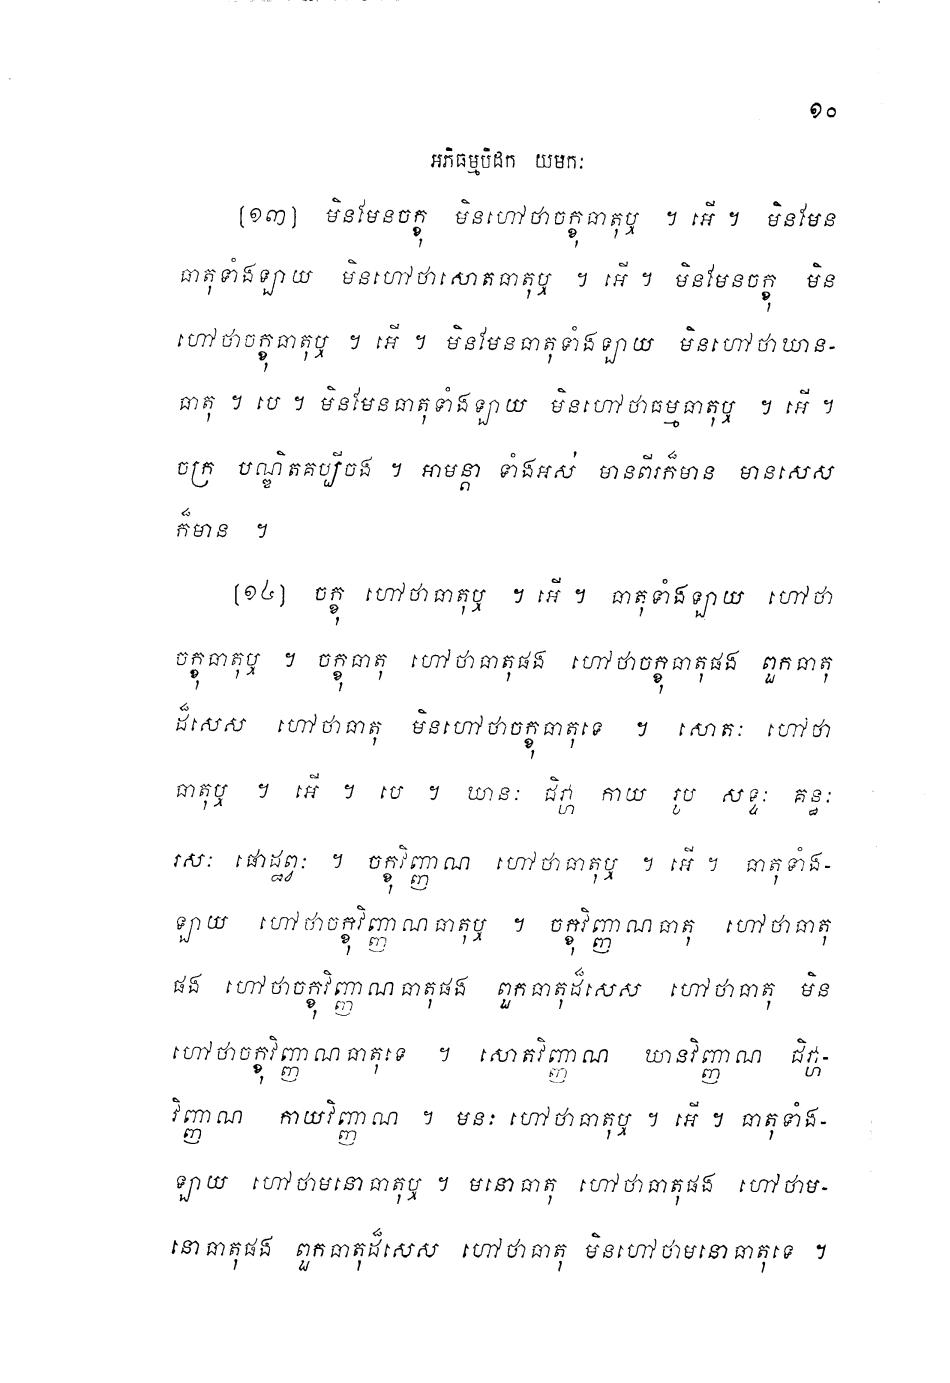 ១០
អភិធម្មបិដក យមកៈ
(១៣) មិនមែនចក្ខុ មិនហៅថាចក្ខុធាតុឬ ។ អើ ។ មិនមែន
ធាតុទាំងឡាយ មិនហៅថាសោតធាតុឬ ។ អើ ។ មិនមែនចក្ខុ មិន
ហៅថាចក្ខុធាតុឬ ។ អើ ។ មិនមែនធាតុទាំងឡាយ មិនហៅថាឃាន-
ធាតុ ។ បេ ។ មិនមែនធាតុទាំងឡាយ មិនហៅថាធម្មធាតុឬ ។ អើ ។
ចក្រ បណ្ឌិតគប្បីចង ។ អាមន្តា ទាំងអស់ មានពីរក៏មាន មានសេស
ក៏មាន ។
(១៤) ចក្ខុ ហៅថាធាតុឬ ។ អើ ។ ធាតុទាំងឡាយ ហៅថា
ចក្ខុធាតុឬ ។ ចក្ខុធាតុ ហៅថាធាតុផង ហៅថាចក្ខុធាតុផង ពួកធាតុ
ដ៏សេស ហៅថាធាតុ មិនហៅថាចក្ខុធាតុទេ ។ សោតៈ ហៅថា
ធាតុឬ ។ អើ ។ បេ ។ ឃានៈ ជិវ្ហា កាយ រូប សទ្ទៈ គន្ធៈ
រសៈ ផោដ្ឋព្វៈ ។ ចក្ខុវិញ្ញាណ ហៅថាធាតុឬ ។ អើ ។ ធាតុទាំង-
ឡាយ ហៅថាចក្ខុវិញ្ញាណធាតុឬ ។ ចក្ខុវិញ្ញាណធាតុ ហៅថាធាតុ
ផង ហៅថាចក្ខុវិញ្ញាណធាតុផង ពួកធាតុដ៏សេស ហៅថាធាតុ មិន
ហៅថាចក្ខុវិញ្ញាណធាតុទេ ។ សោតវិញ្ញាណ ឃានវិញ្ញាណ ជិវ្ហា-
វិញ្ញាណ កាយវិញ្ញាណ ។ មនៈ ហៅថាធាតុឬ ។ អើ ។ ធាតុទាំង-
ឡាយ ហៅថាមនោធាតុឬ ។ មនោធាតុ ហៅថាធាតុផង ហៅថាម-
នោធាតុផង ពួកធាតុដ៏សេស ហៅថាធាតុ មិនហៅថាមនោធាតុទេ ។